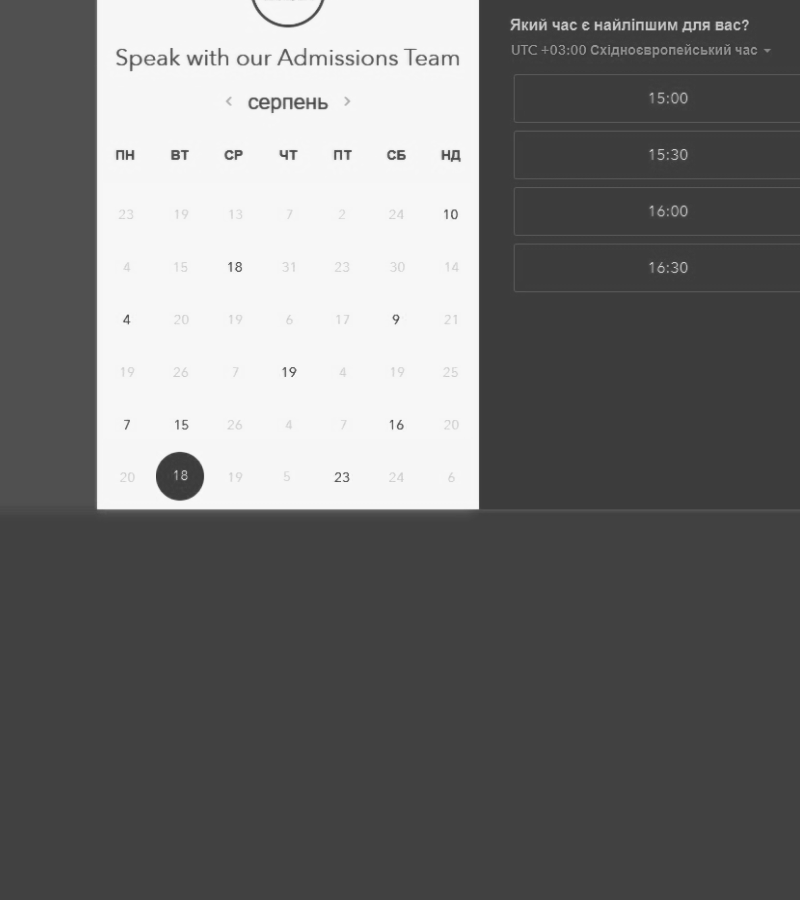 Speak with our Admissions Team
‹ серпень ›
ПН ВТ СР ЧТ ПТ СБ НД
23 19 13 7 2 24 10
4 15 18 31 23 30 14
4 20 19 6 17 9 21
19 26 7 19 4 19 25
7 15 26 4 7 16 20
20 18 19 5 23 24 6
Який час є найліпшим для вас?
UTC +03:00 Східноєвропейський час
15:00
15:30
16:00
16:30